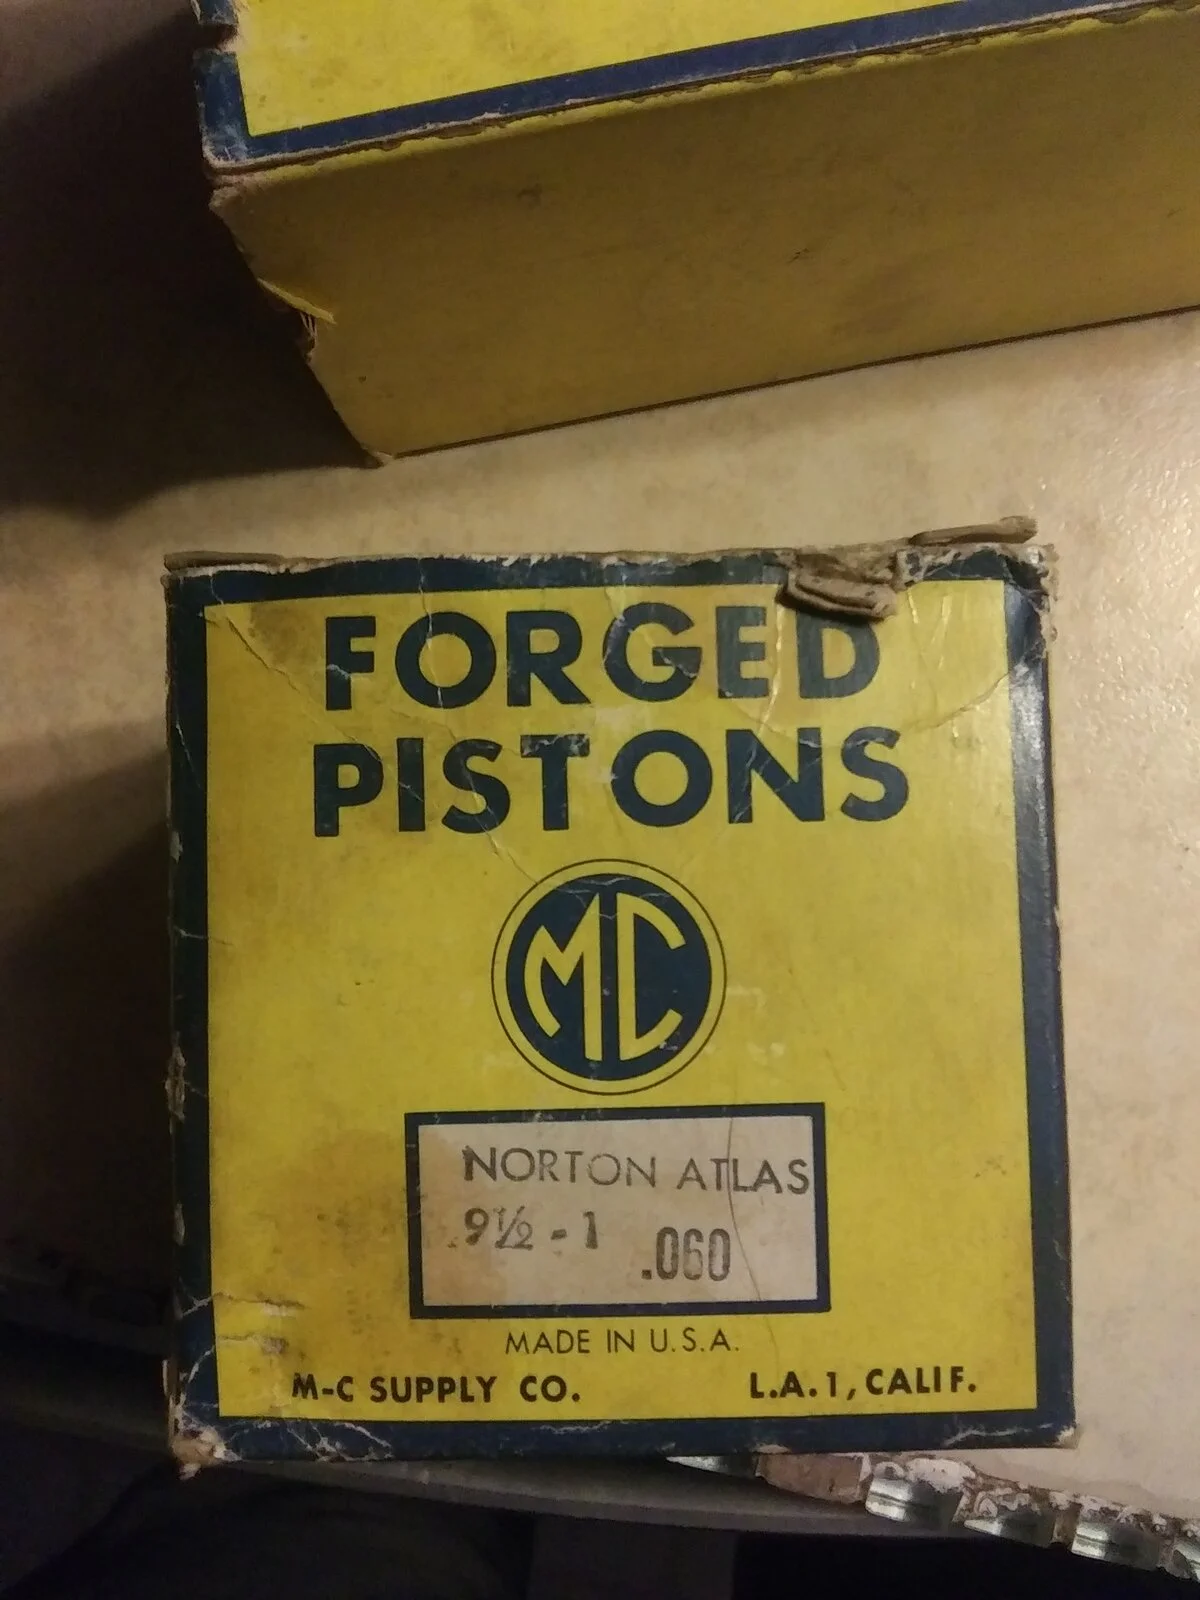 FORGED
PISTONS
MC
NORTON ATLAS
9½ - 1 .060
MADE IN U.S.A.
M-C SUPPLY CO. L.A. 1, CALIF.